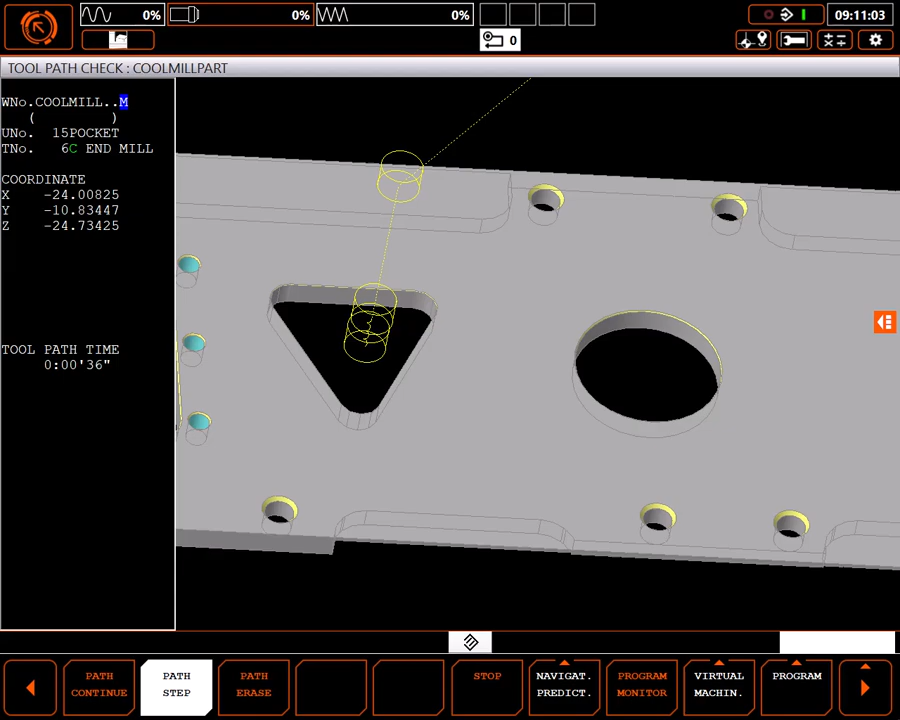 0%
0%
0%
09:11:03
0
TOOL PATH CHECK : COOLMILLPART
WNo.COOLMILL..M
( )
UNo. 15POCKET
TNo. 6C END MILL
COORDINATE
X -24.00825
Y -10.83447
Z -24.73425
TOOL PATH TIME
0:00'36"
PATH CONTINUE
PATH STEP
PATH ERASE
STOP
NAVIGAT. PREDICT.
PROGRAM MONITOR
VIRTUAL MACHIN.
PROGRAM